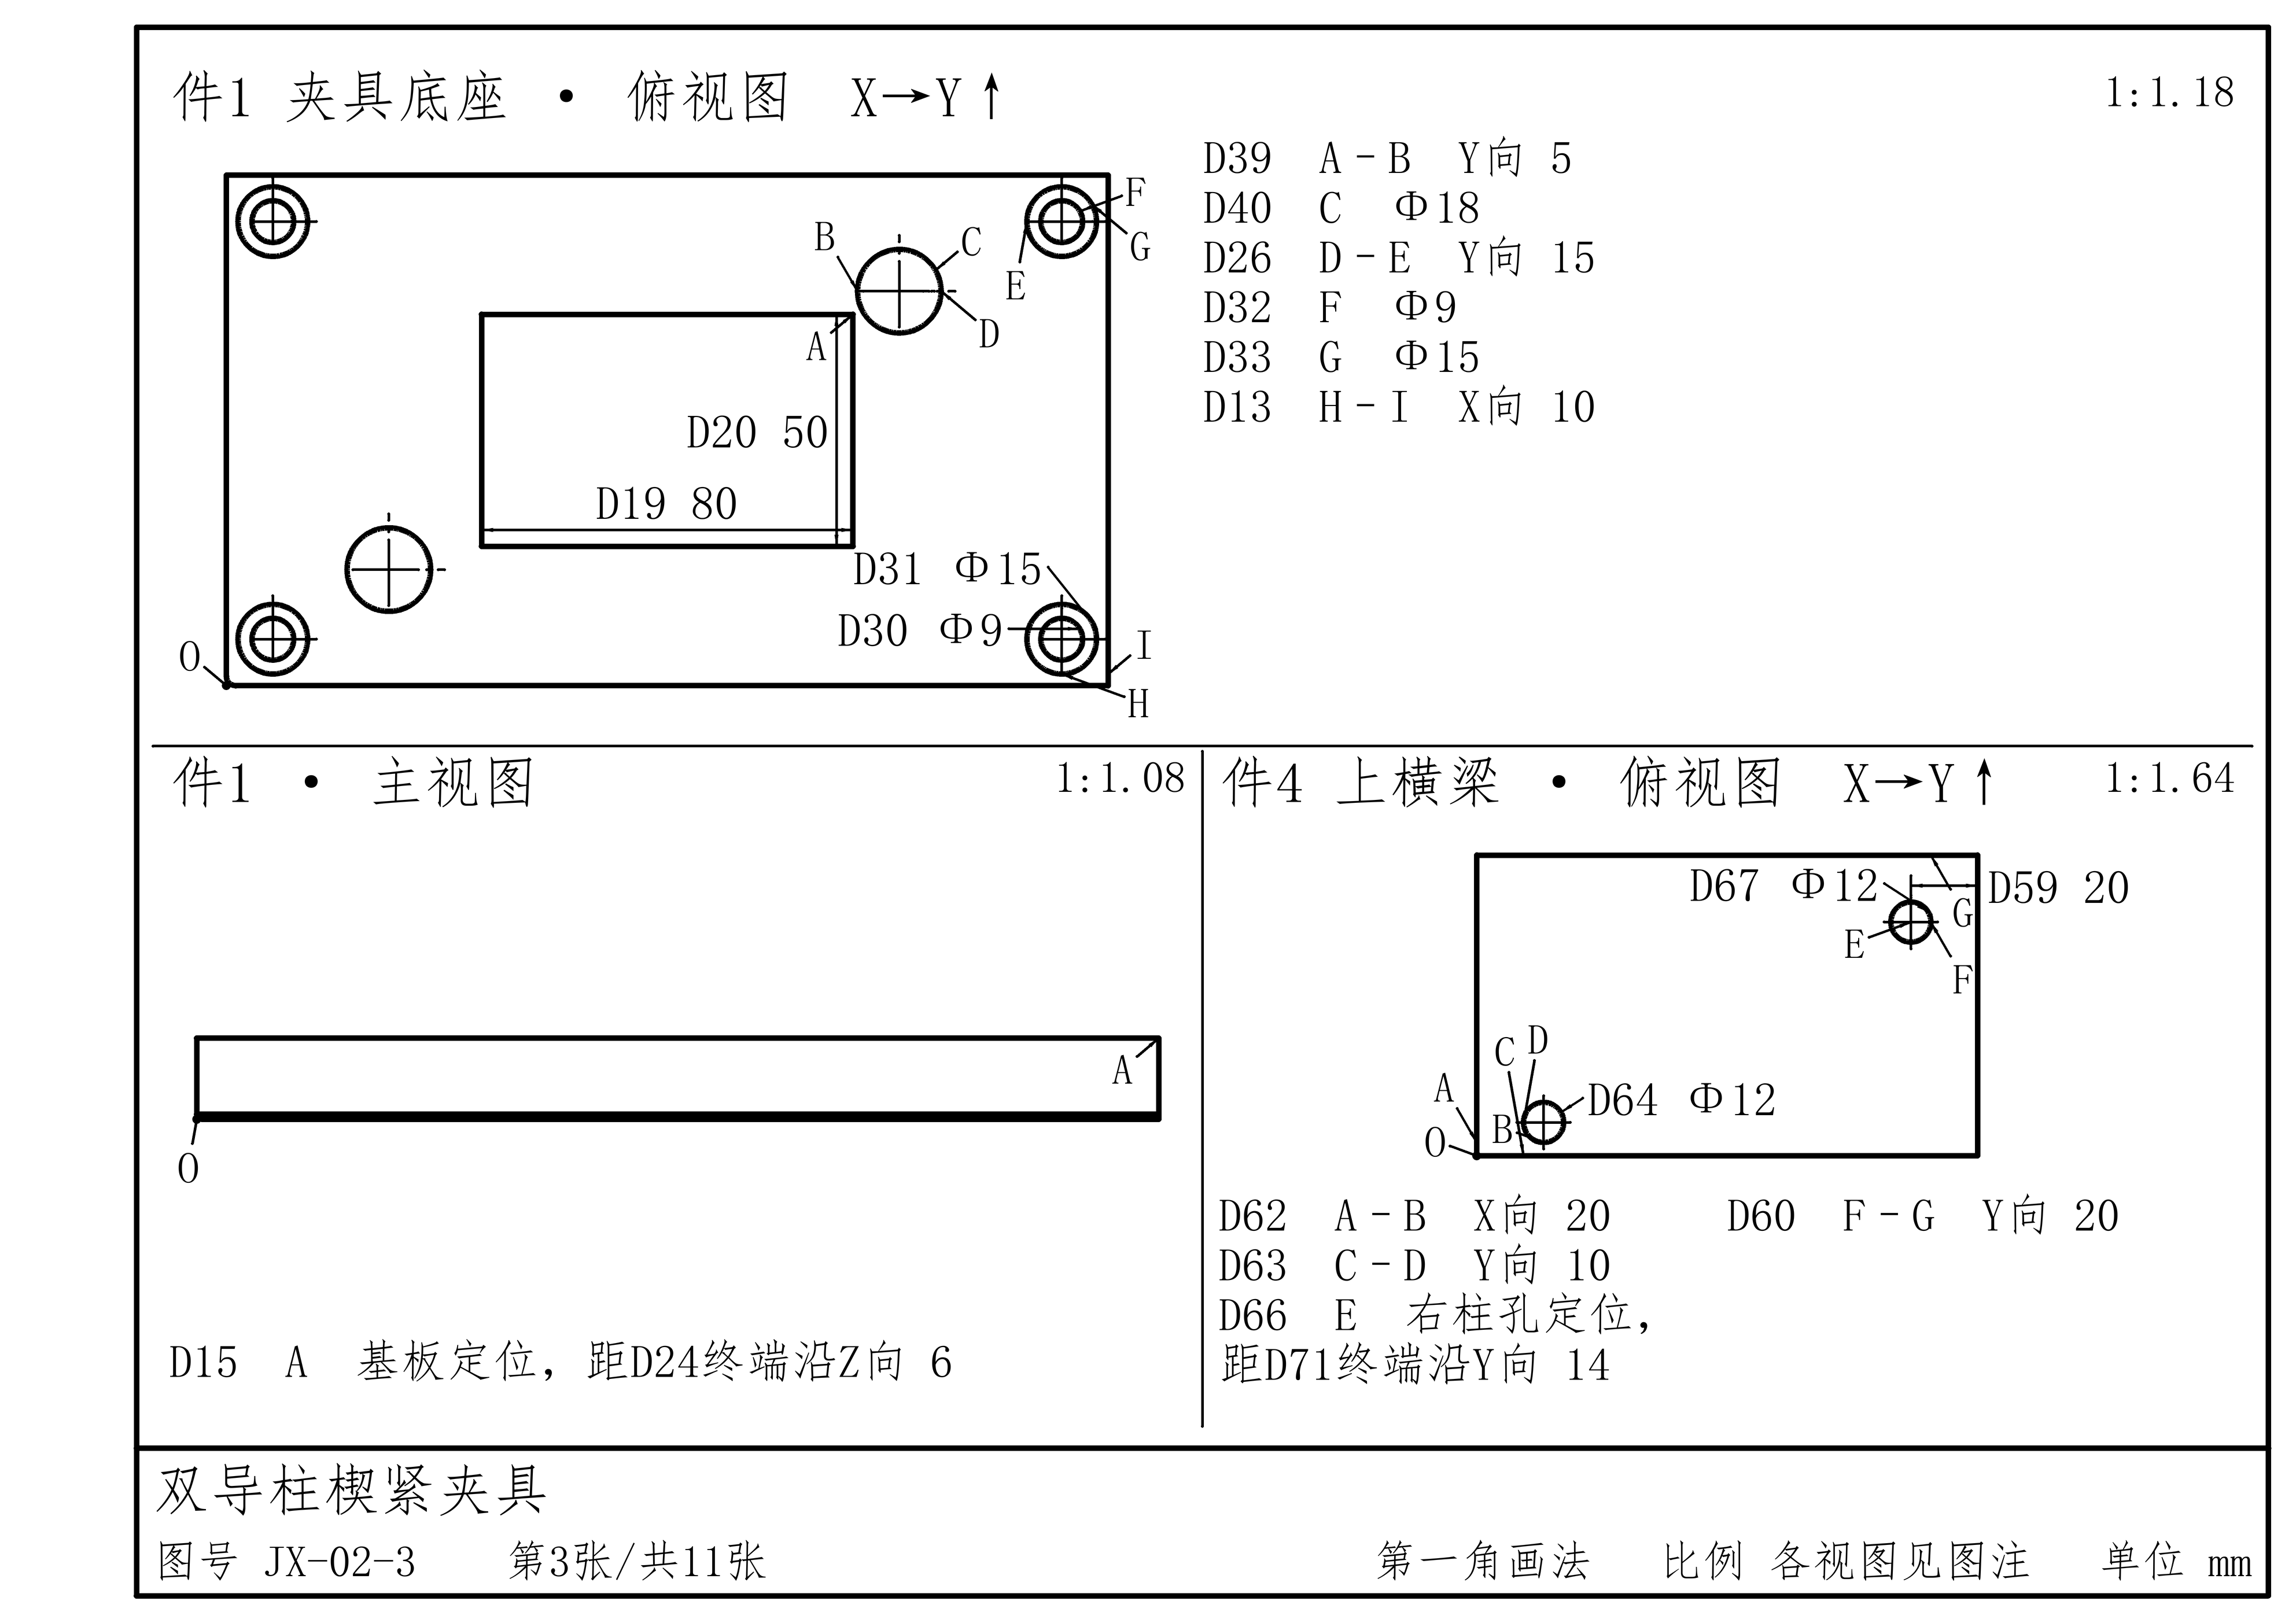 件1 夹具底座 · 俯视图 X→Y↑ 1:1.18
D39 A-B Y向 5
D40 C Φ18
D26 D-E Y向 15
D32 F Φ9
D33 G Φ15
D13 H-I X向 10
F
B
C
G
E
D
A
D20 50
D19 80
D31 Φ15
D30 Φ9
O
I
H
件1 · 主视图 1:1.08
A
O
D15 A 基板定位，距D24终端沿Z向 6
件4 上横梁 · 俯视图 X→Y↑ 1:1.64
D67 Φ12
D59 20
G
E
F
D
C
A
D64 Φ12
B
O
D62 A-B X向 20 D60 F-G Y向 20
D63 C-D Y向 10
D66 E 右柱孔定位，
距D71终端沿Y向 14
双导柱楔紧夹具
图号 JX-02-3 第3张/共11张 第一角画法 比例 各视图见图注 单位 mm